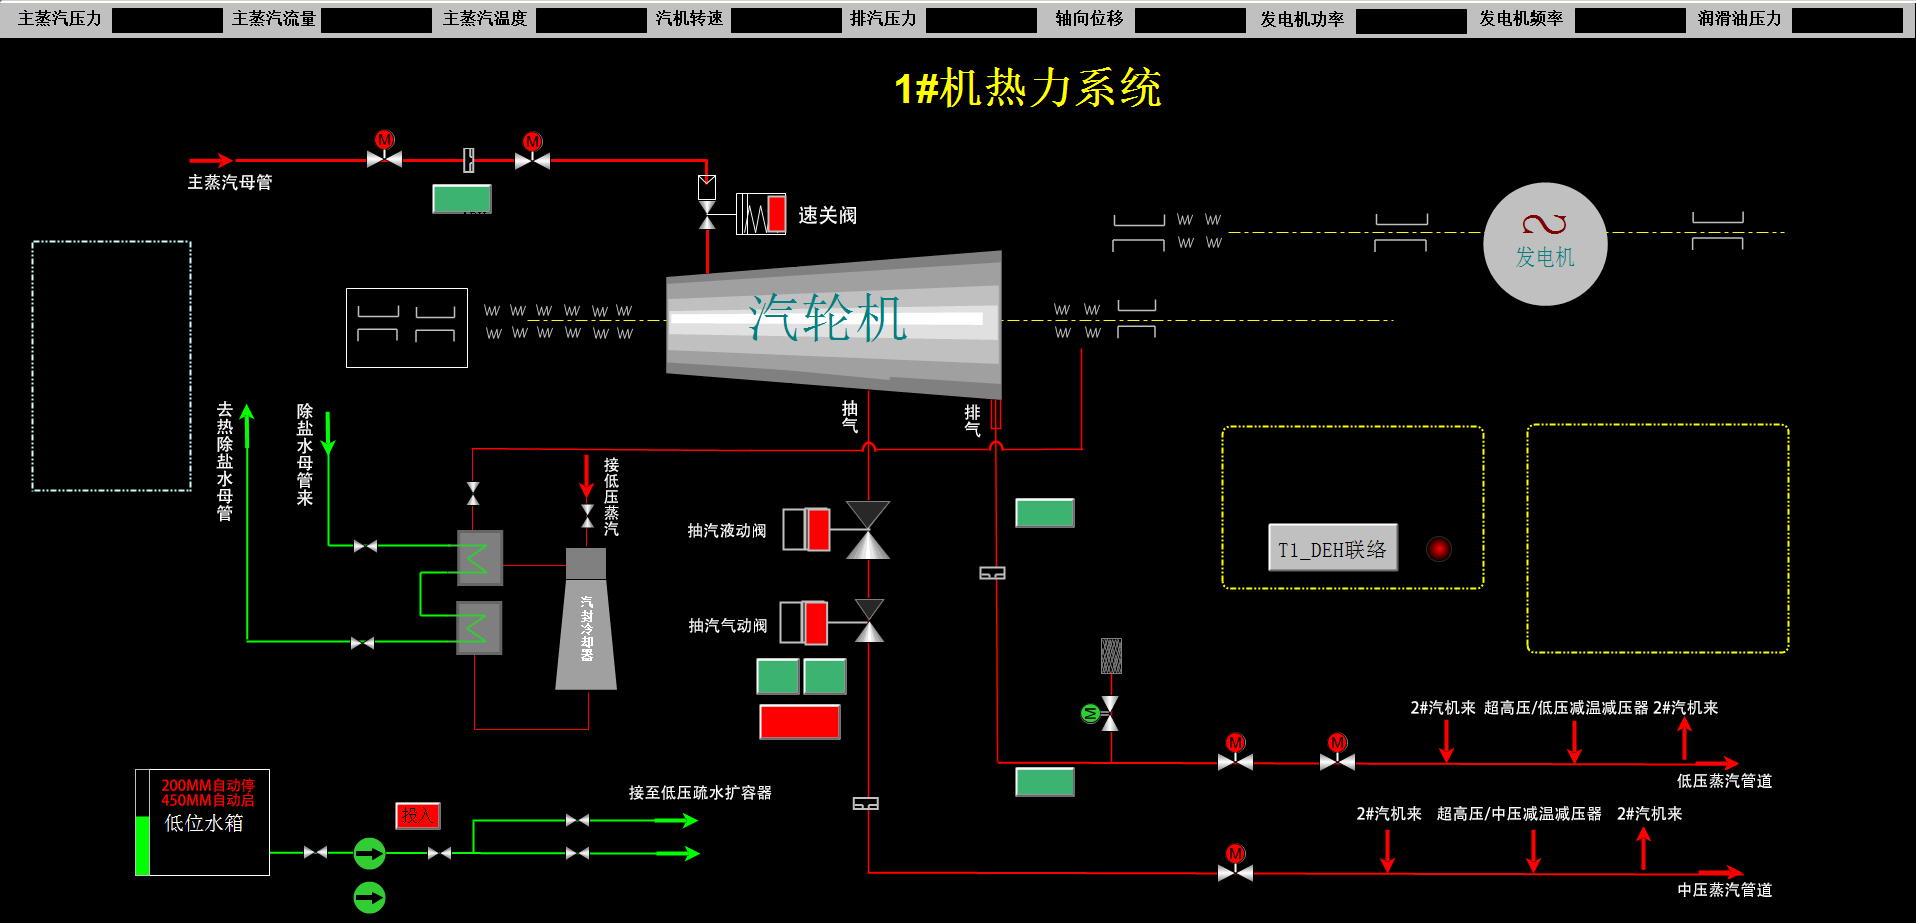 主蒸汽压力 主蒸汽流量 主蒸汽温度 汽机转速 排汽压力 轴向位移 发电机功率 发电机频率 润滑油压力
1#机热力系统
M
M
主蒸汽母管
速关阀
发电机
汽轮机
抽气
排气
去热除盐水母管
除盐水母管来
接低压蒸汽
抽汽液动阀
T1_DEH联络
汽封冷却器
抽汽气动阀
2#汽机来 超高压/低压减温减压器 2#汽机来
M
M
M
低压蒸汽管道
200MM自动停
450MM自动启
低位水箱
投入
接至低压疏水扩容器
2#汽机来 超高压/中压减温减压器 2#汽机来
M
中压蒸汽管道